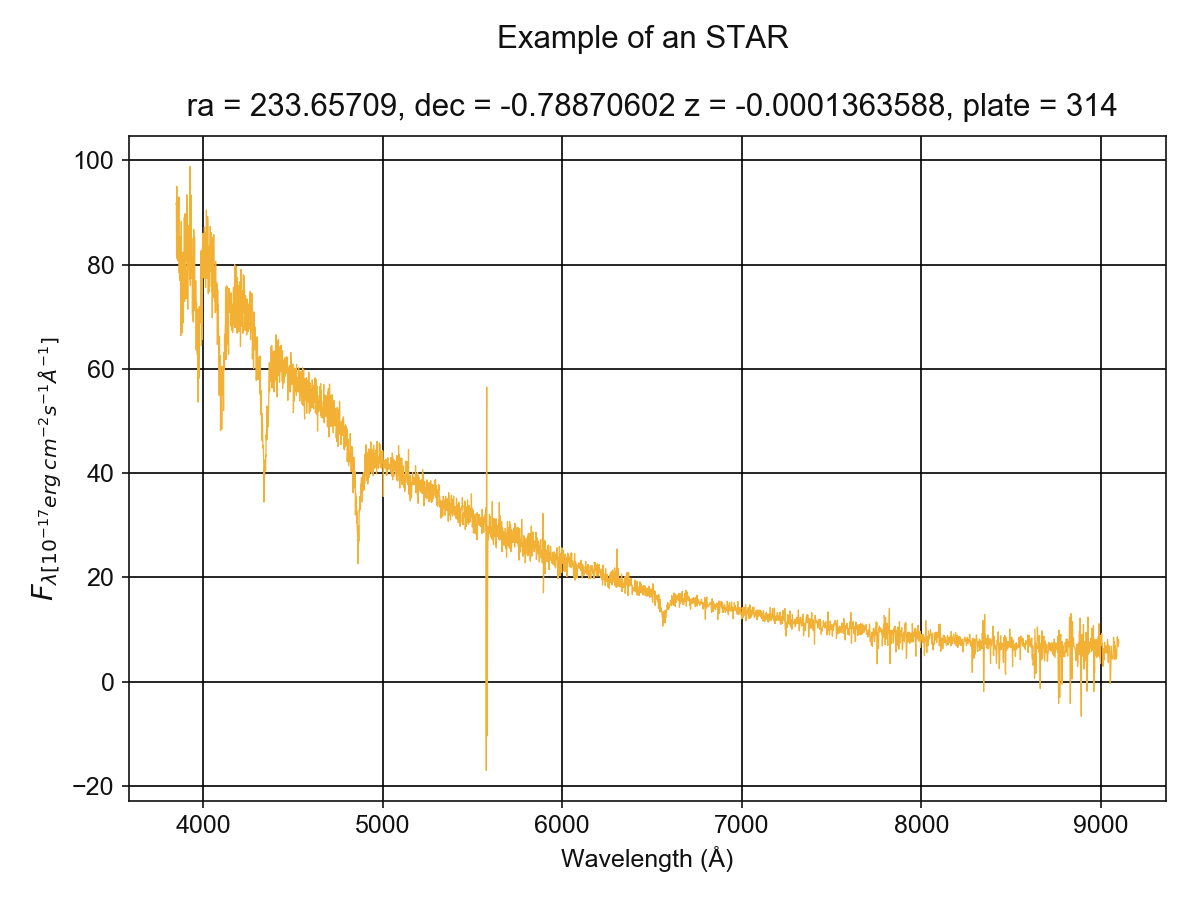 Example of an STAR
ra = 233.65709, dec = -0.78870602 z = -0.0001363588, plate = 314
100
80
60
40
20
0
−20
F_λ[10⁻¹⁷erg cm⁻²s⁻¹Å⁻¹]
4000 5000 6000 7000 8000 9000
Wavelength (Å)